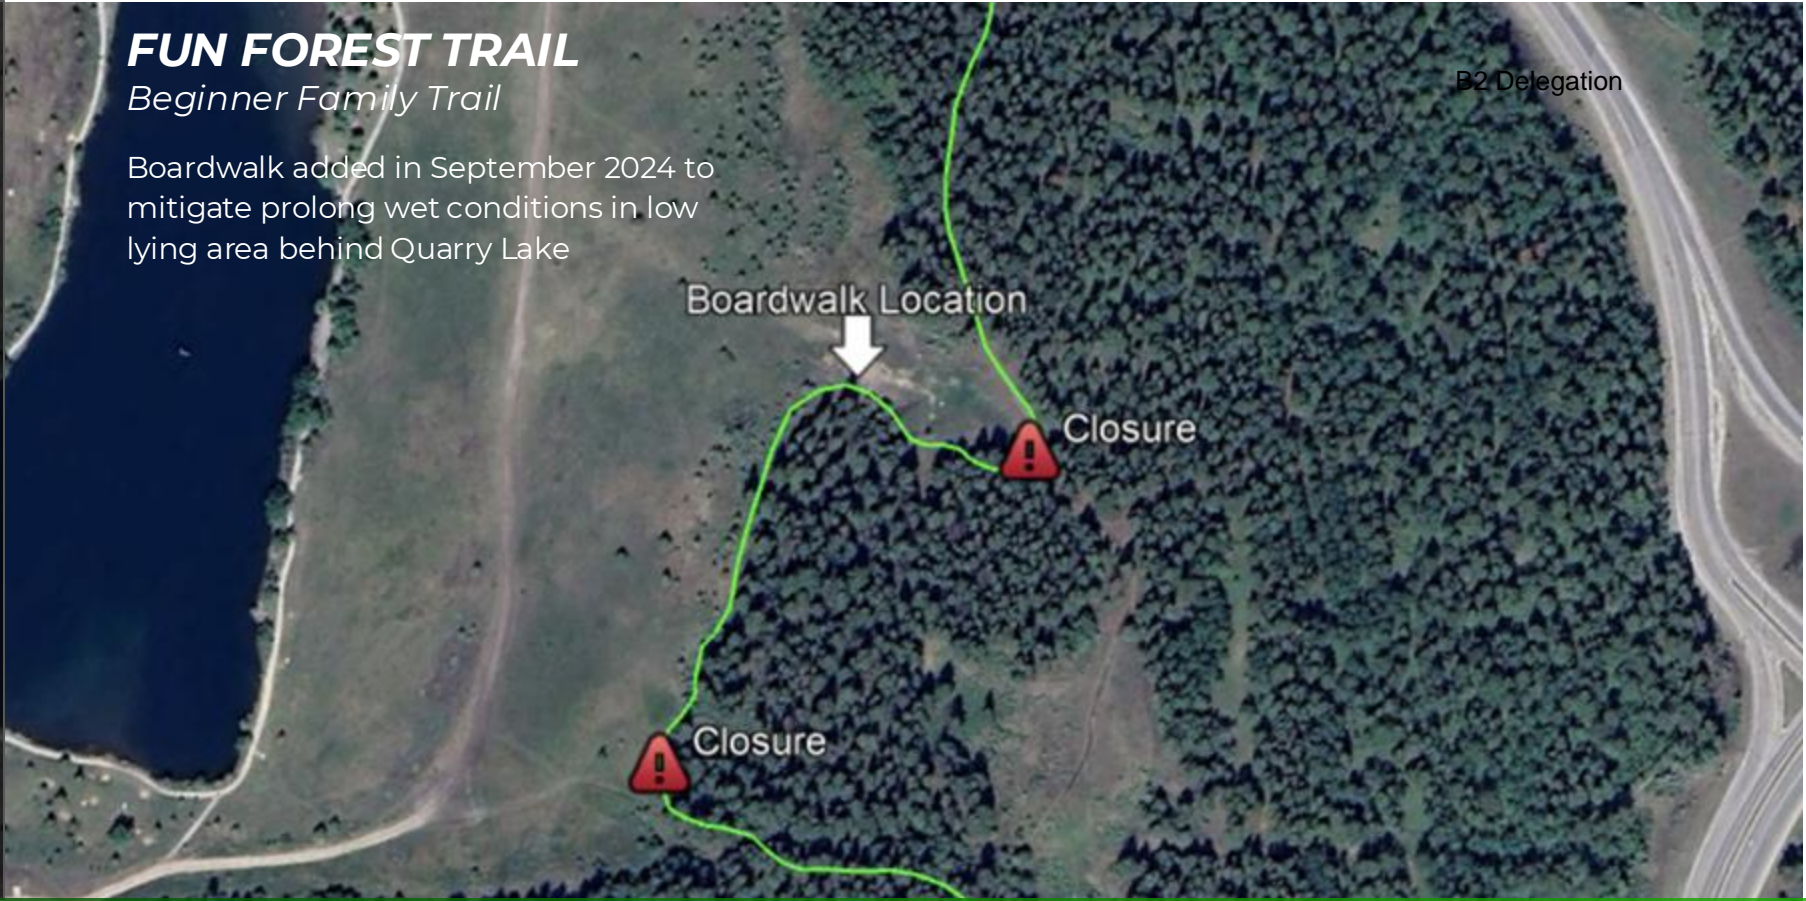 FUN FOREST TRAIL
Beginner Family Trail
B2 Delegation
Boardwalk added in September 2024 to
mitigate prolong wet conditions in low
lying area behind Quarry Lake
Boardwalk Location
Closure
Closure